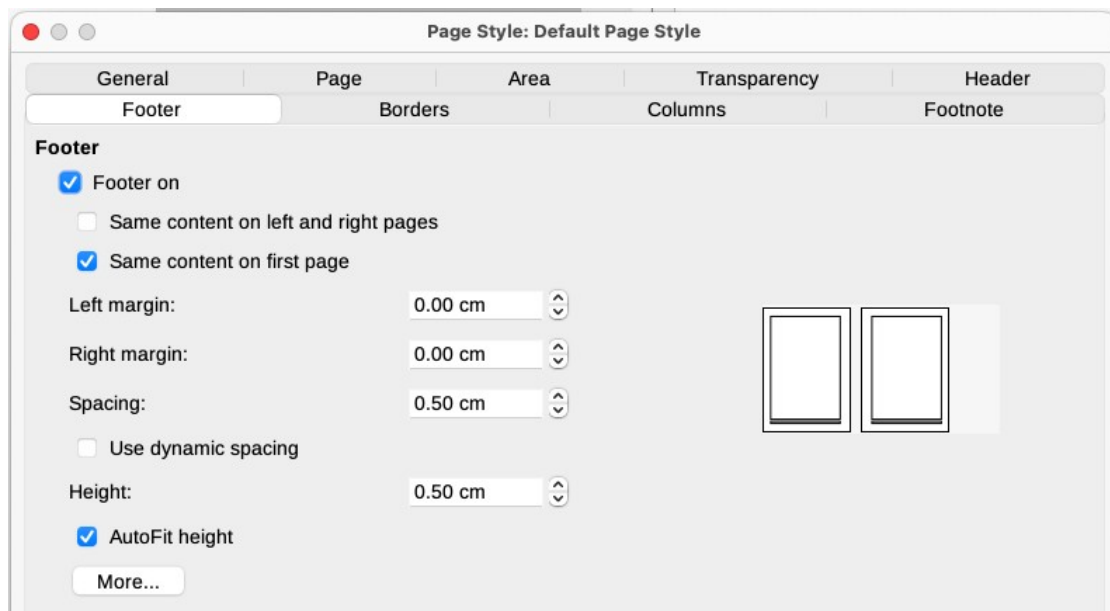 Page Style: Default Page Style
General Page Area Transparency Header
Footer Borders Columns Footnote
Footer
Footer on
Same content on left and right pages
Same content on first page
Left margin: 0.00 cm
Right margin: 0.00 cm
Spacing: 0.50 cm
Use dynamic spacing
Height: 0.50 cm
AutoFit height
More...